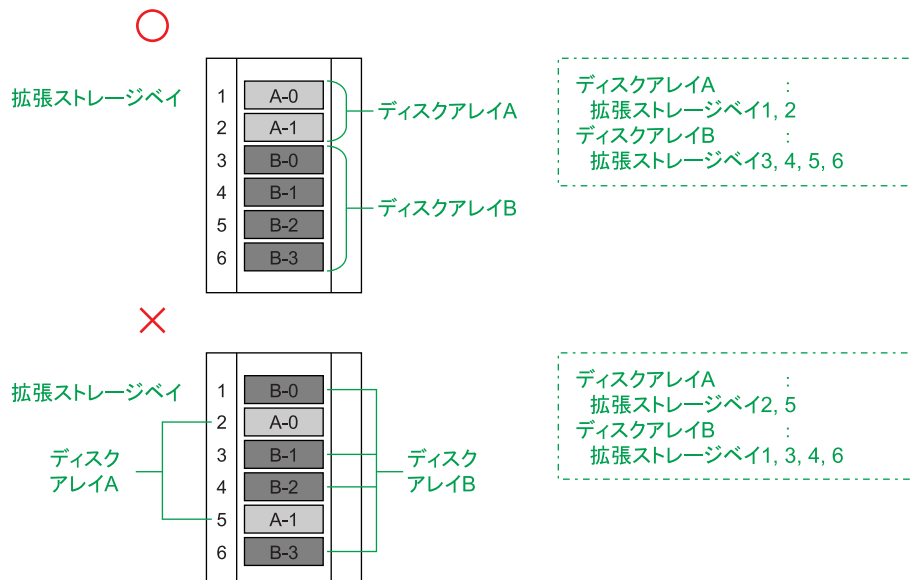 拡張ストレージベイ
1 A-0
2 A-1
3 B-0
4 B-1
5 B-2
6 B-3
ディスクアレイA
ディスクアレイB
ディスクアレイA :
拡張ストレージベイ1, 2
ディスクアレイB :
拡張ストレージベイ3, 4, 5, 6
拡張ストレージベイ
1 B-0
2 A-0
3 B-1
4 B-2
5 A-1
6 B-3
ディスク
アレイA
ディスク
アレイB
ディスクアレイA :
拡張ストレージベイ2, 5
ディスクアレイB :
拡張ストレージベイ1, 3, 4, 6